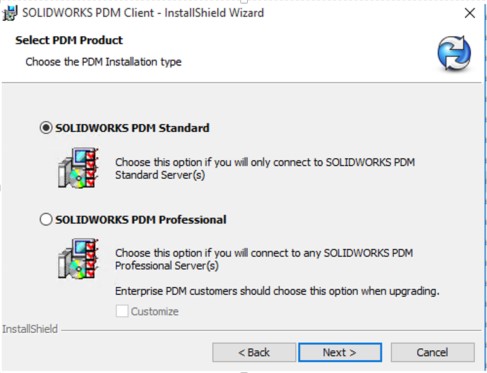 SOLIDWORKS PDM Client - InstallShield Wizard
Select PDM Product
Choose the PDM Installation type
SOLIDWORKS PDM Standard
Choose this option if you will only connect to SOLIDWORKS PDM
Standard Server(s)
SOLIDWORKS PDM Professional
Choose this option if you will connect to any SOLIDWORKS PDM
Professional Server(s)
Enterprise PDM customers should choose this option when upgrading.
Customize
InstallShield
< Back
Next >
Cancel